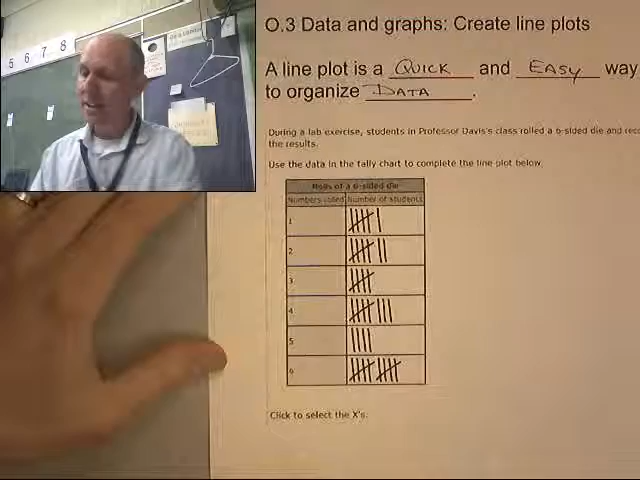 5 6 7 8
O.3 Data and graphs: Create line plots
A line plot is a QUICK and EASY way
to organize DATA.
During a lab exercise, students in Professor Davis's class rolled a 6-sided die and
the results.
Use the data in the tally chart to complete the line plot below.
Rolls of a 6-sided die
Numbers rolled Number of students
1
2
3
4
5
6
Click to select the X's.